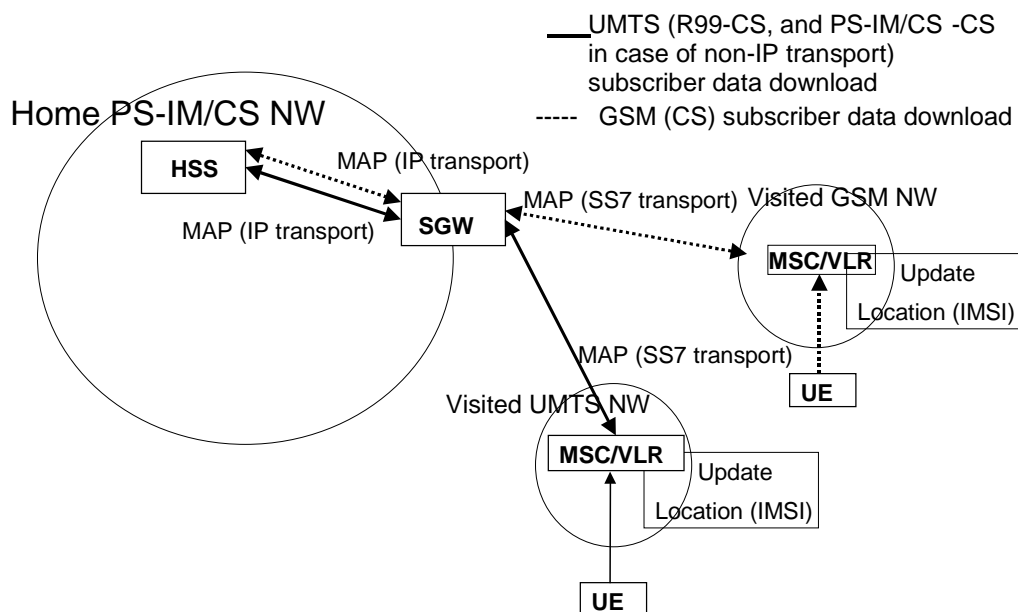 UMTS (R99-CS, and PS-IM/CS -CS
in case of non-IP transport)
subscriber data download
GSM (CS) subscriber data download
Home PS-IM/CS NW
HSS
MAP (IP transport)
MAP (IP transport)
SGW
MAP (SS7 transport)
Visited GSM NW
MSC/VLR
Update
Location (IMSI)
UE
MAP (SS7 transport)
Visited UMTS NW
MSC/VLR
Update
Location (IMSI)
UE